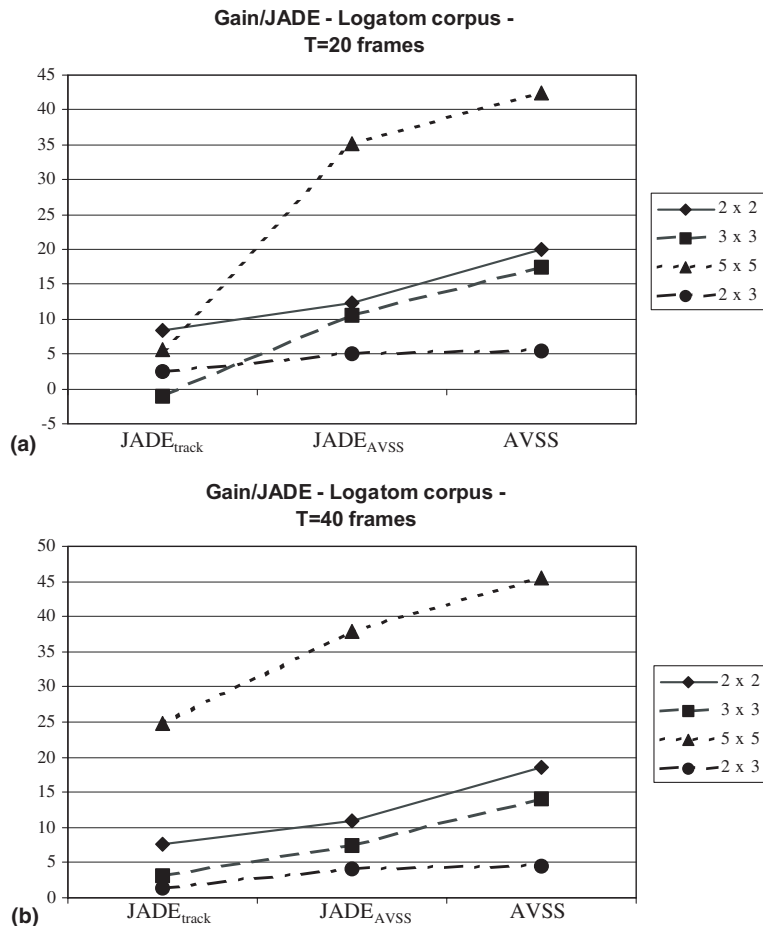 Gain/JADE - Logatom corpus -
T=20 frames
45
40
35
30
25
20
15
10
5
0
-5
JADEtrack
JADEAVSS
AVSS
2 x 2
3 x 3
5 x 5
2 x 3
(a)
Gain/JADE - Logatom corpus -
T=40 frames
50
45
40
35
30
25
20
15
10
5
0
JADEtrack
JADEAVSS
AVSS
2 x 2
3 x 3
5 x 5
2 x 3
(b)